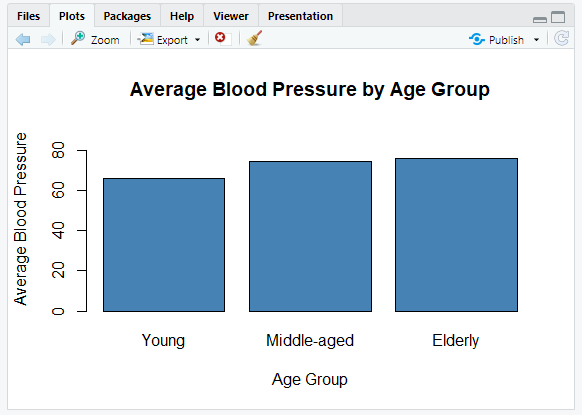 Files Plots Packages Help Viewer Presentation
Zoom Export Publish
Average Blood Pressure by Age Group
Average Blood Pressure
80
60
40
20
0
Young Middle-aged Elderly
Age Group